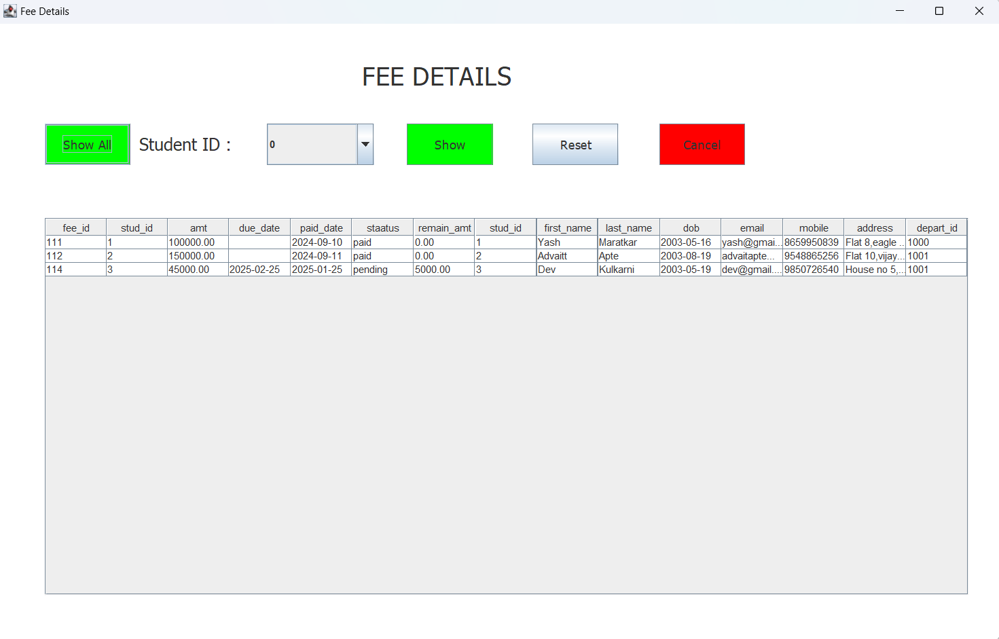 Fee Details
FEE DETAILS
Show All Student ID : 0 Show Reset Cancel
fee_id stud_id amt due_date paid_date staatus remain_amt stud_id first_name last_name dob email mobile address depart_id
111 1 100000.00 2024-09-10 paid 0.00 1 Yash Maratkar 2003-05-16 yash@gmai... 8659950839 Flat 8,eagle ... 1000
112 2 150000.00 2024-09-11 paid 0.00 2 Advaitt Apte 2003-08-19 advaitapte... 9548865256 Flat 10,vijay... 1001
114 3 45000.00 2025-02-25 2025-01-25 pending 5000.00 3 Dev Kulkarni 2003-05-19 dev@gmail.... 9850726540 House no 5,... 1001